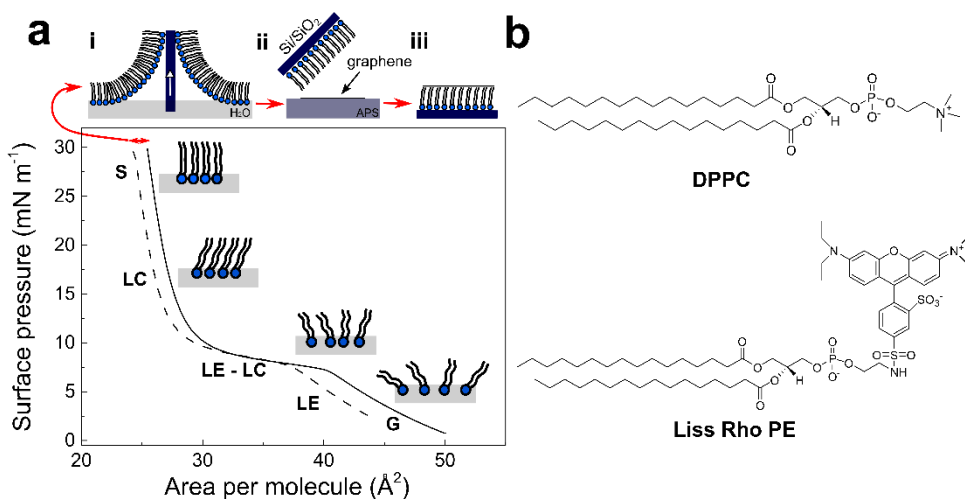 a
b
i
ii
iii
Si/SiO₂
graphene
H₂O
APS
Surface pressure (mN m⁻¹)
30
25
20
15
10
5
0
S
LC
LE - LC
LE
G
20
30
40
50
Area per molecule (Å²)
O
O
O
P
O
O
O⁻
N⁺
O
H
O
DPPC
N
O
N⁺
SO₃⁻
O
O
O
P
O
O
O⁻
O
H
O
O=S=O
NH
Liss Rho PE